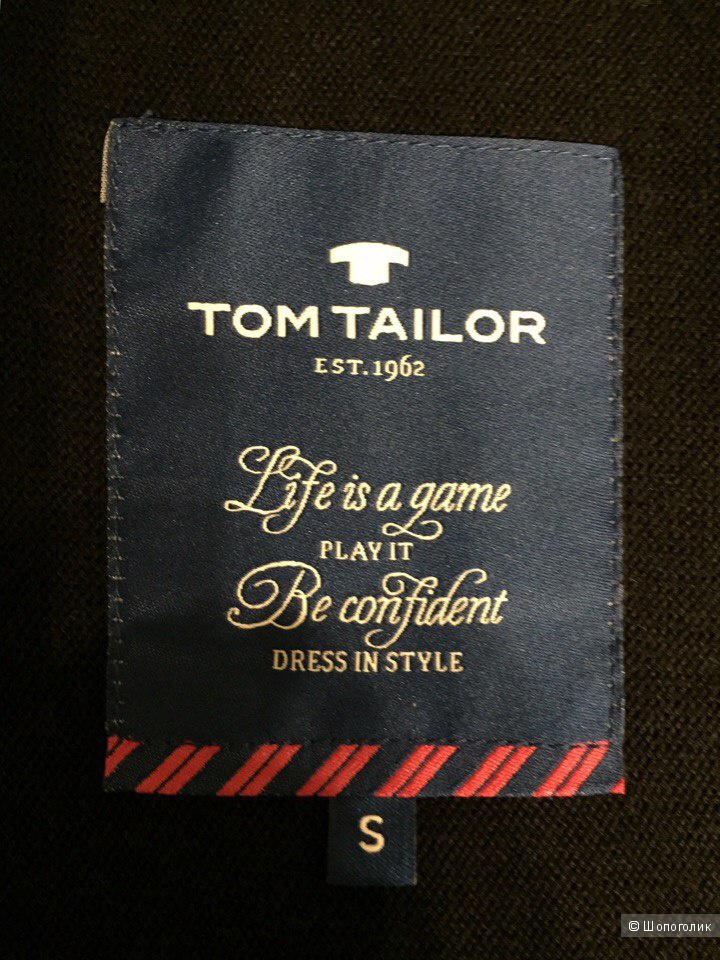 TOM TAILOR
EST. 1962
Life is a game
PLAY IT
Be confident
DRESS IN STYLE
S
© Шопоголик